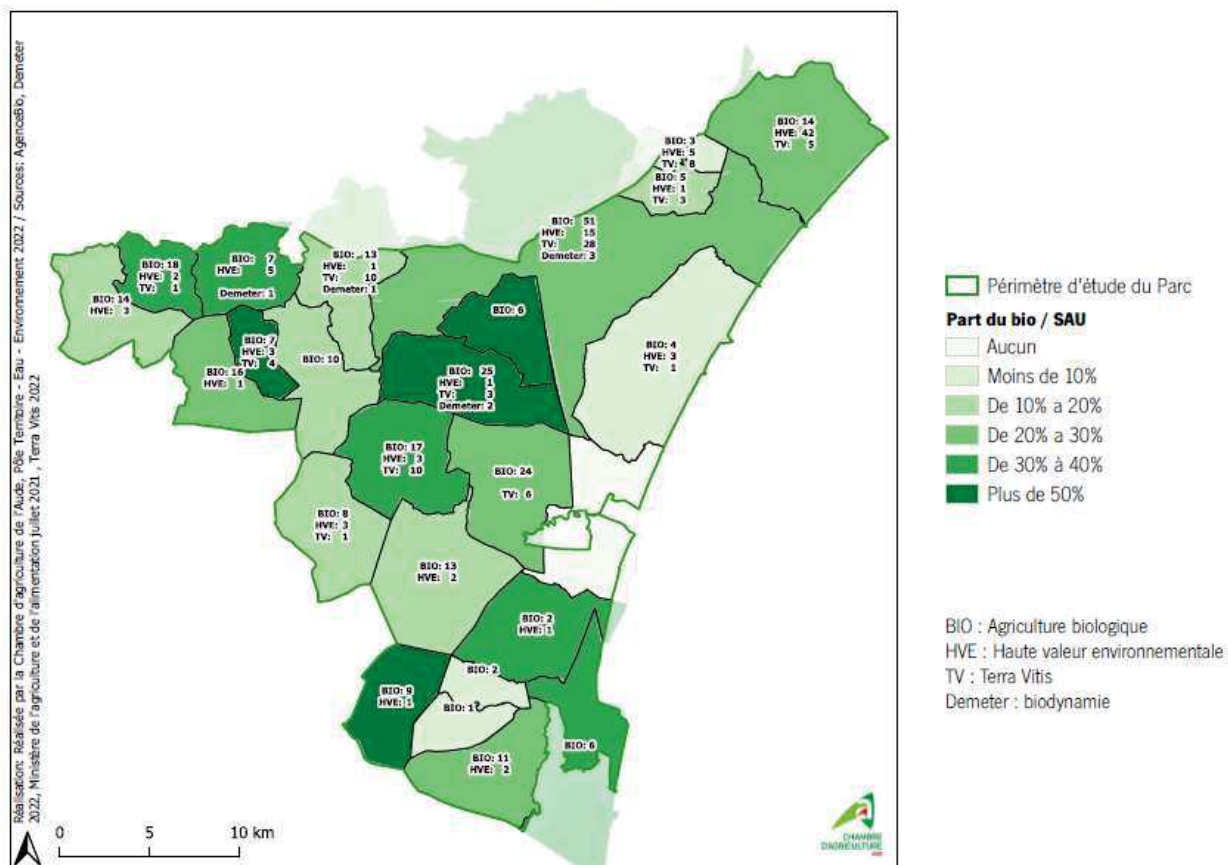 Réalisation: Réalisée par la Chambre d'agriculture de l'Aude, Pôle Territoire - Eau - Environnement 2022 / Sources: AgenceBio, Demeter
2022, Ministère de l'agriculture et de l'alimentation juillet 2021 , Terra Vitis 2022
BIO: 14
HVE: 42
TV: 5
BIO: 3
HVE: 5
TV: 8
BIO: 5
HVE: 1
TV: 3
BIO: 51
HVE: 15
TV: 28
Demeter: 3
BIO: 13
HVE: 1
TV: 10
Demeter: 1
BIO: 7
HVE: 5
Demeter: 1
BIO: 18
HVE: 2
TV: 1
BIO: 14
HVE: 3
BIO: 6
BIO: 7
HVE: 3
TV: 4
BIO: 10
BIO: 4
HVE: 3
TV: 1
BIO: 16
HVE: 1
BIO: 25
HVE: 1
TV: 3
Demeter: 2
BIO: 17
HVE: 3
TV: 10
BIO: 24
TV: 6
BIO: 8
HVE: 3
TV: 1
BIO: 13
HVE: 2
BIO: 2
HVE: 1
BIO: 2
BIO: 9
HVE: 1
BIO: 1
BIO: 6
BIO: 11
HVE: 2
0 5 10 km
CHAMBRE
D'AGRICULTURE
Périmètre d'étude du Parc
Part du bio / SAU
Aucun
Moins de 10%
De 10% a 20%
De 20% a 30%
De 30% à 40%
Plus de 50%
BIO : Agriculture biologique
HVE : Haute valeur environnementale
TV : Terra Vitis
Demeter : biodynamie